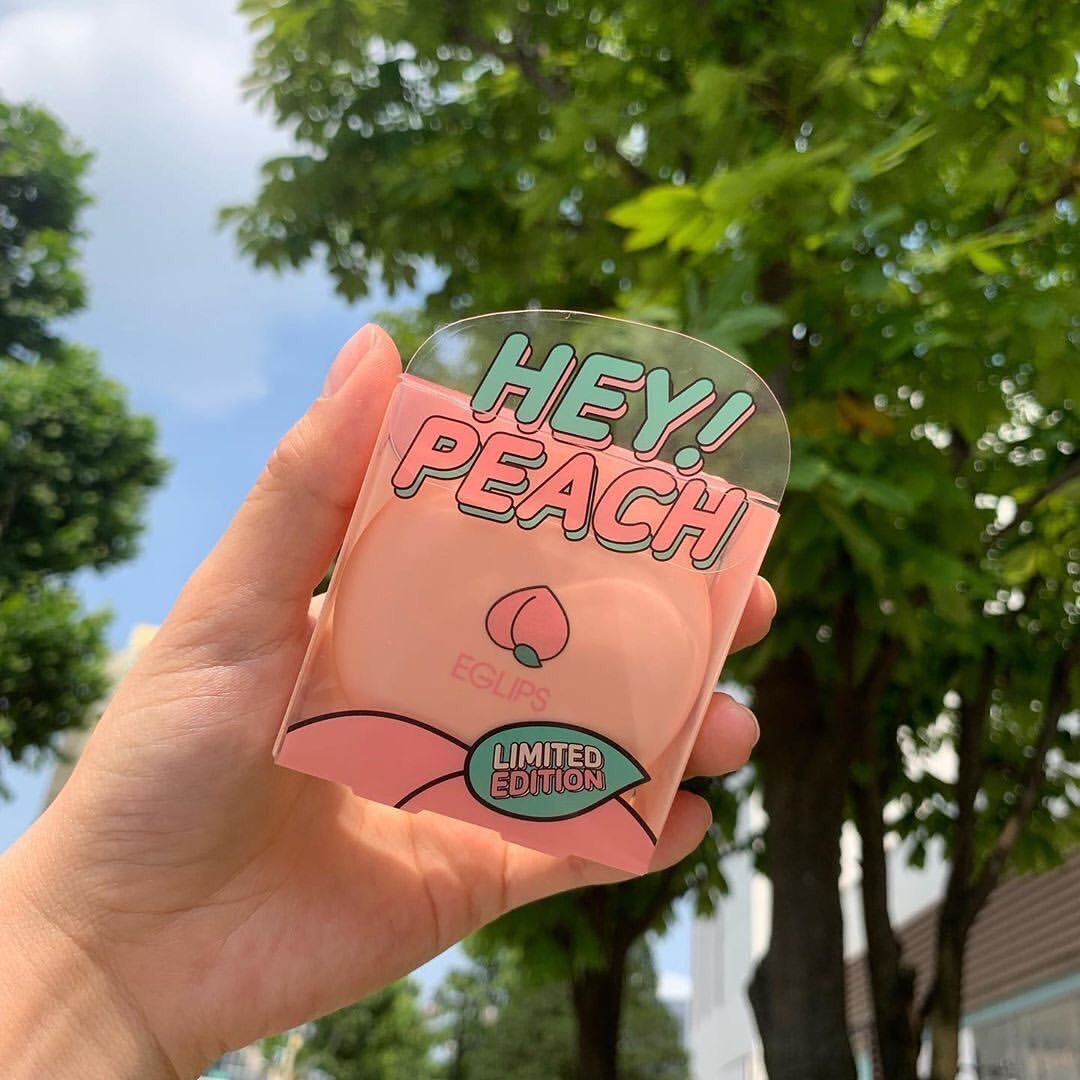 HEY!
PEACH
EGLIPS
LIMITED
EDITION